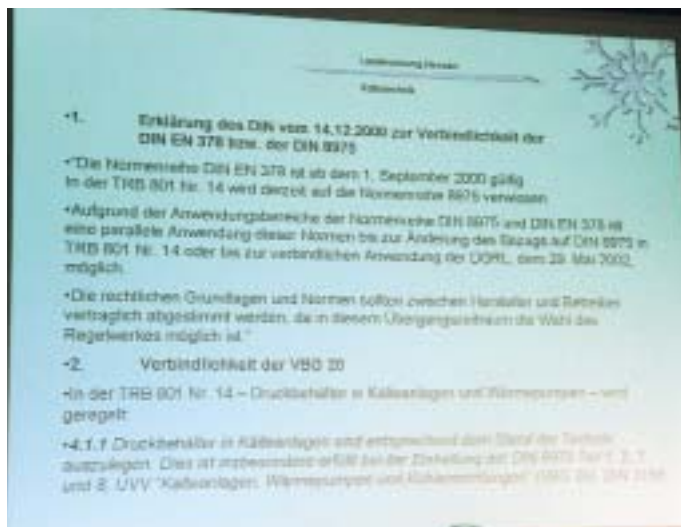 Kältetechnik
•1. Erklärung des DIN vom 14.12.2000 zur Verbindlichkeit der
DIN EN 378 bzw. der DIN 8975
•"Die Normenreihe DIN EN 378 ist ab dem 1. September 2000 gültig
In der TRB 801 Nr. 14 wird derzeit auf die Normenreihe 8975 verwiesen
•Aufgrund der Anwendungsbereiche der Normenreihe DIN 8975 und DIN EN 378 ist
eine parallele Anwendung dieser Normen bis zur Änderung des Bezugs auf DIN 8975 in
TRB 801 Nr. 14 oder bis zur verbindlichen Anwendung der DGRL, dem 29. Mai 2002,
möglich.
•Die rechtlichen Grundlagen und Normen sollten zwischen Hersteller und Betreiber
vertraglich abgestimmt werden, da in diesem Übergangszeitraum die Wahl des
Regelwerkes möglich ist."
•2. Verbindlichkeit der VBG 20
•In der TRB 801 Nr. 14 – Druckbehälter in Kälteanlagen und Wärmepumpen – wird
geregelt:
•4.1.1 Druckbehälter in Kälteanlagen sind entsprechend dem Stand der Technik
auszulegen. Dies ist insbesondere erfüllt bei der Einhaltung der DIN 8975 Teil 1,
und 8, UVV "Kälteanlagen, Wärmepumpen und Kühleinrichtungen" (VBG 20), DIN